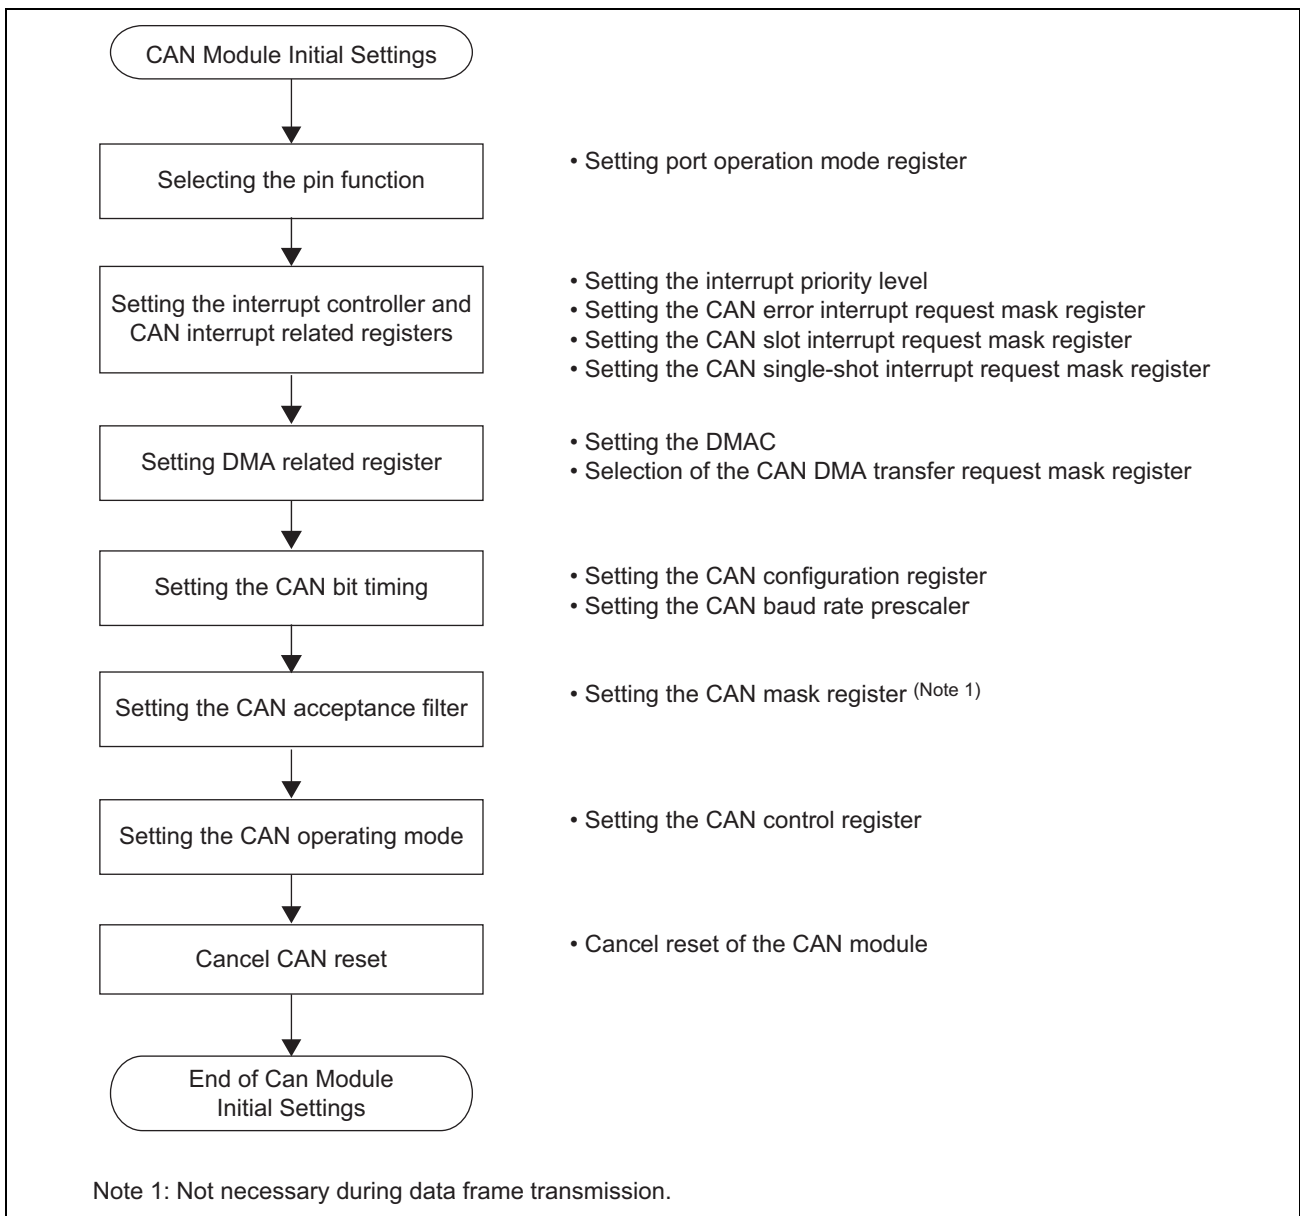 CAN Module Initial Settings
Selecting the pin function
• Setting port operation mode register
Setting the interrupt controller and
CAN interrupt related registers
• Setting the interrupt priority level
• Setting the CAN error interrupt request mask register
• Setting the CAN slot interrupt request mask register
• Setting the CAN single-shot interrupt request mask register
Setting DMA related register
• Setting the DMAC
• Selection of the CAN DMA transfer request mask register
Setting the CAN bit timing
• Setting the CAN configuration register
• Setting the CAN baud rate prescaler
Setting the CAN acceptance filter
• Setting the CAN mask register (Note 1)
Setting the CAN operating mode
• Setting the CAN control register
Cancel CAN reset
• Cancel reset of the CAN module
End of Can Module
Initial Settings
Note 1: Not necessary during data frame transmission.